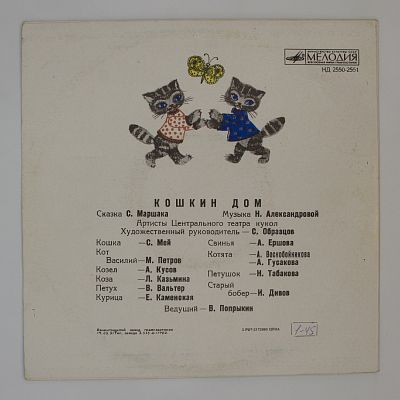 МЕЛОДИЯ
НД 2550-2551
КОШКИН ДОМ
Сказка С. Маршака Музыка Н. Александровой
Артисты Центрального театра кукол
Художественный руководитель — С. Образцов
Кошка — С. Мей
Кот
Василий — М. Петров
Козел — А. Кусов
Коза — Л. Казьмина
Петух — В. Вальтер
Курица — Е. Каменская
Свинья — А. Ершова
Котята — А. Воскобойникова
А. Гусакова
Петушок — Н. Табакова
Старый
бобер — И. Дивов
Ведущий — В. Попрыкин
1-45